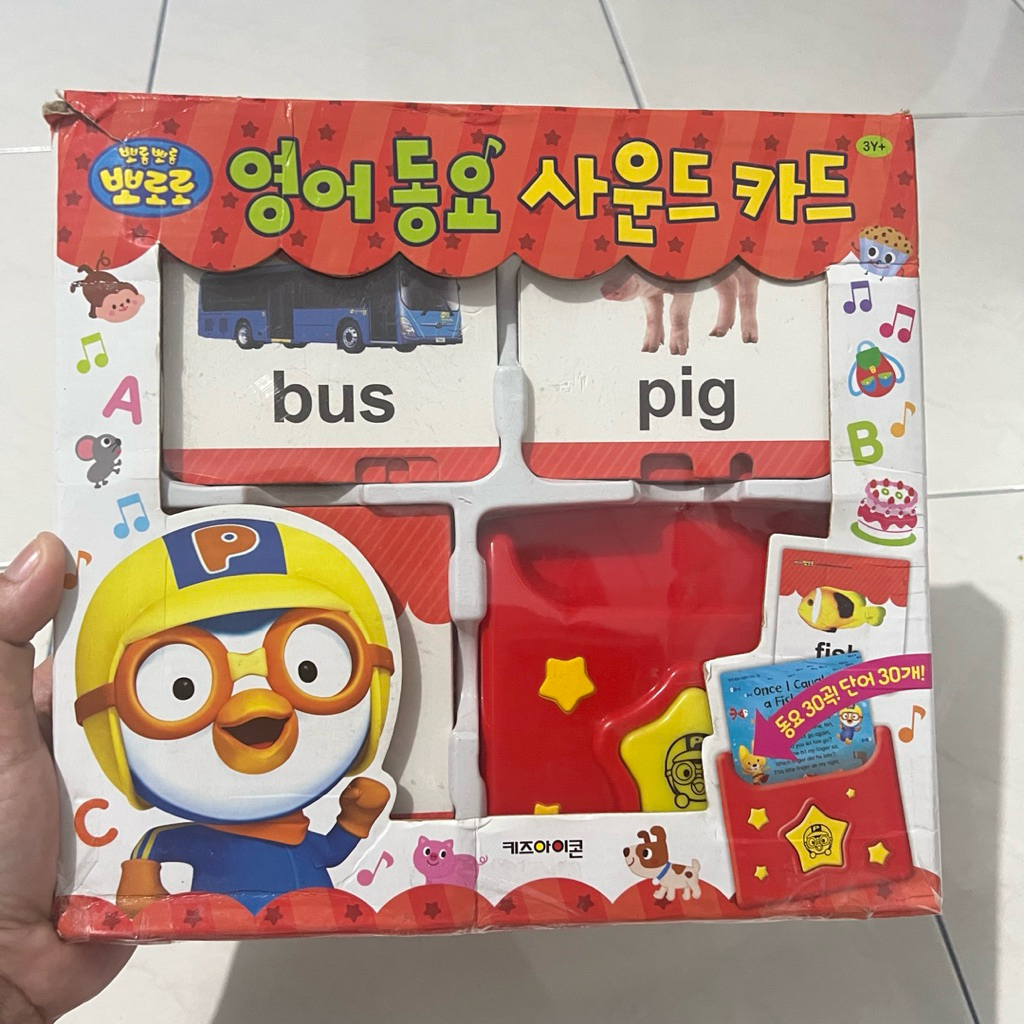 뽀롱뽀롱
뽀로로
영어 동요 사운드 카드
3Y+
bus
pig
A
B
C
P
fish
Once I Caught
a Fish
동요 30곡! 단어 30개!
키즈아이콘